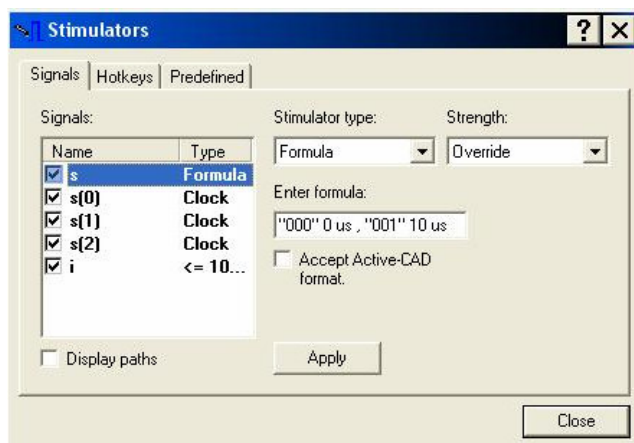 Stimulators
Signals Hotkeys Predefined
Signals:
Name Type
s Formula
s(0) Clock
s(1) Clock
s(2) Clock
i <= 10...
Display paths
Stimulator type:
Formula
Strength:
Override
Enter formula:
"000" 0 us , "001" 10 us
Accept Active-CAD
format.
Apply
Close